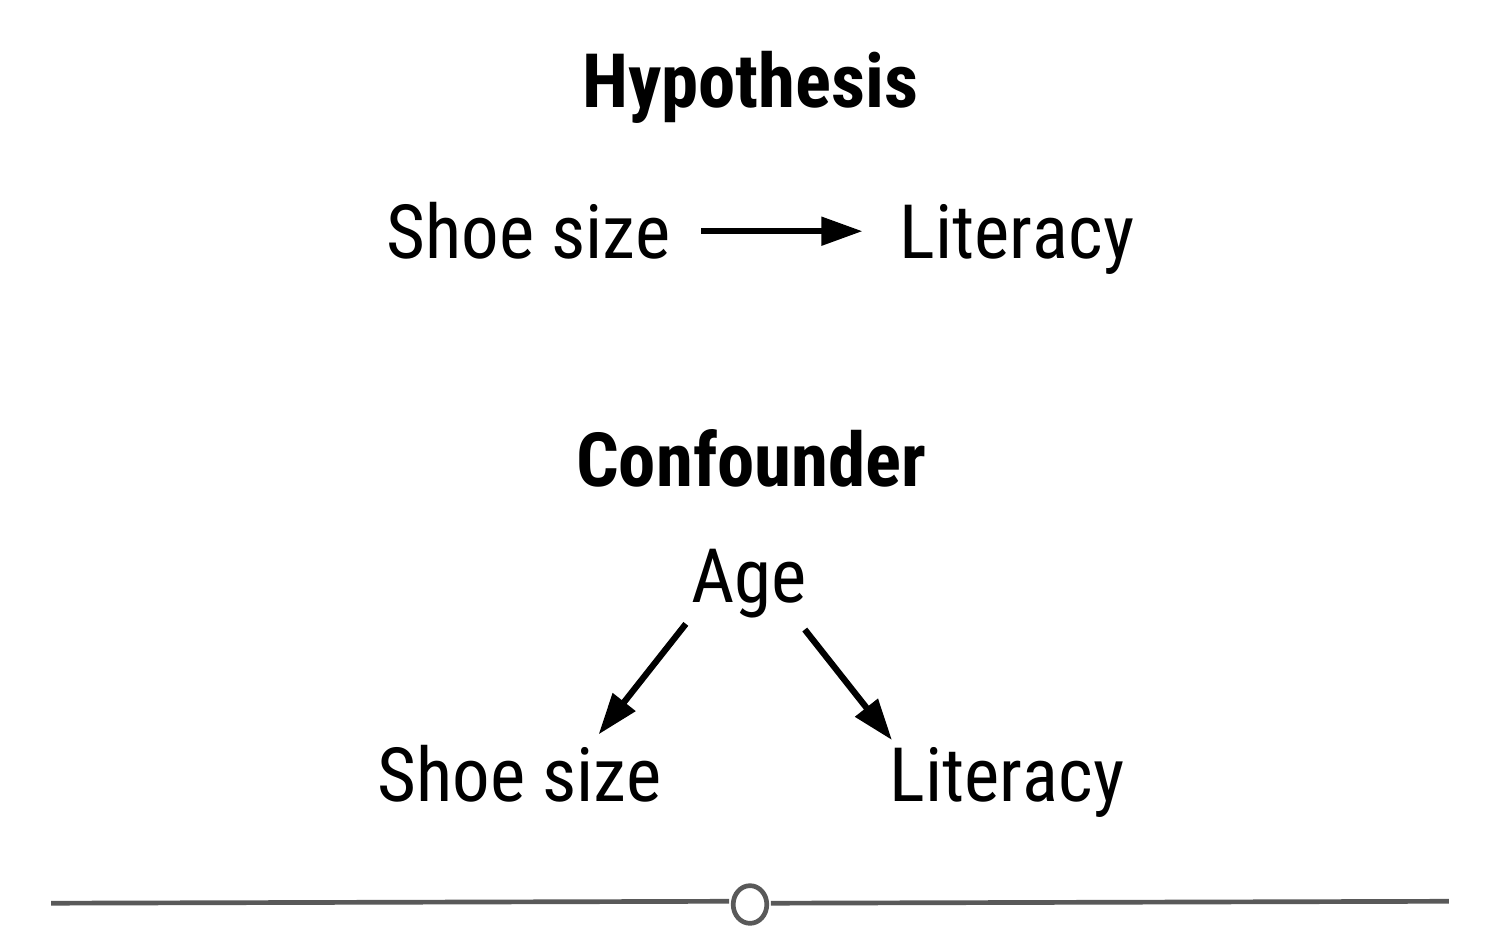 Hypothesis
Shoe size Literacy
Confounder
Age
Shoe size Literacy